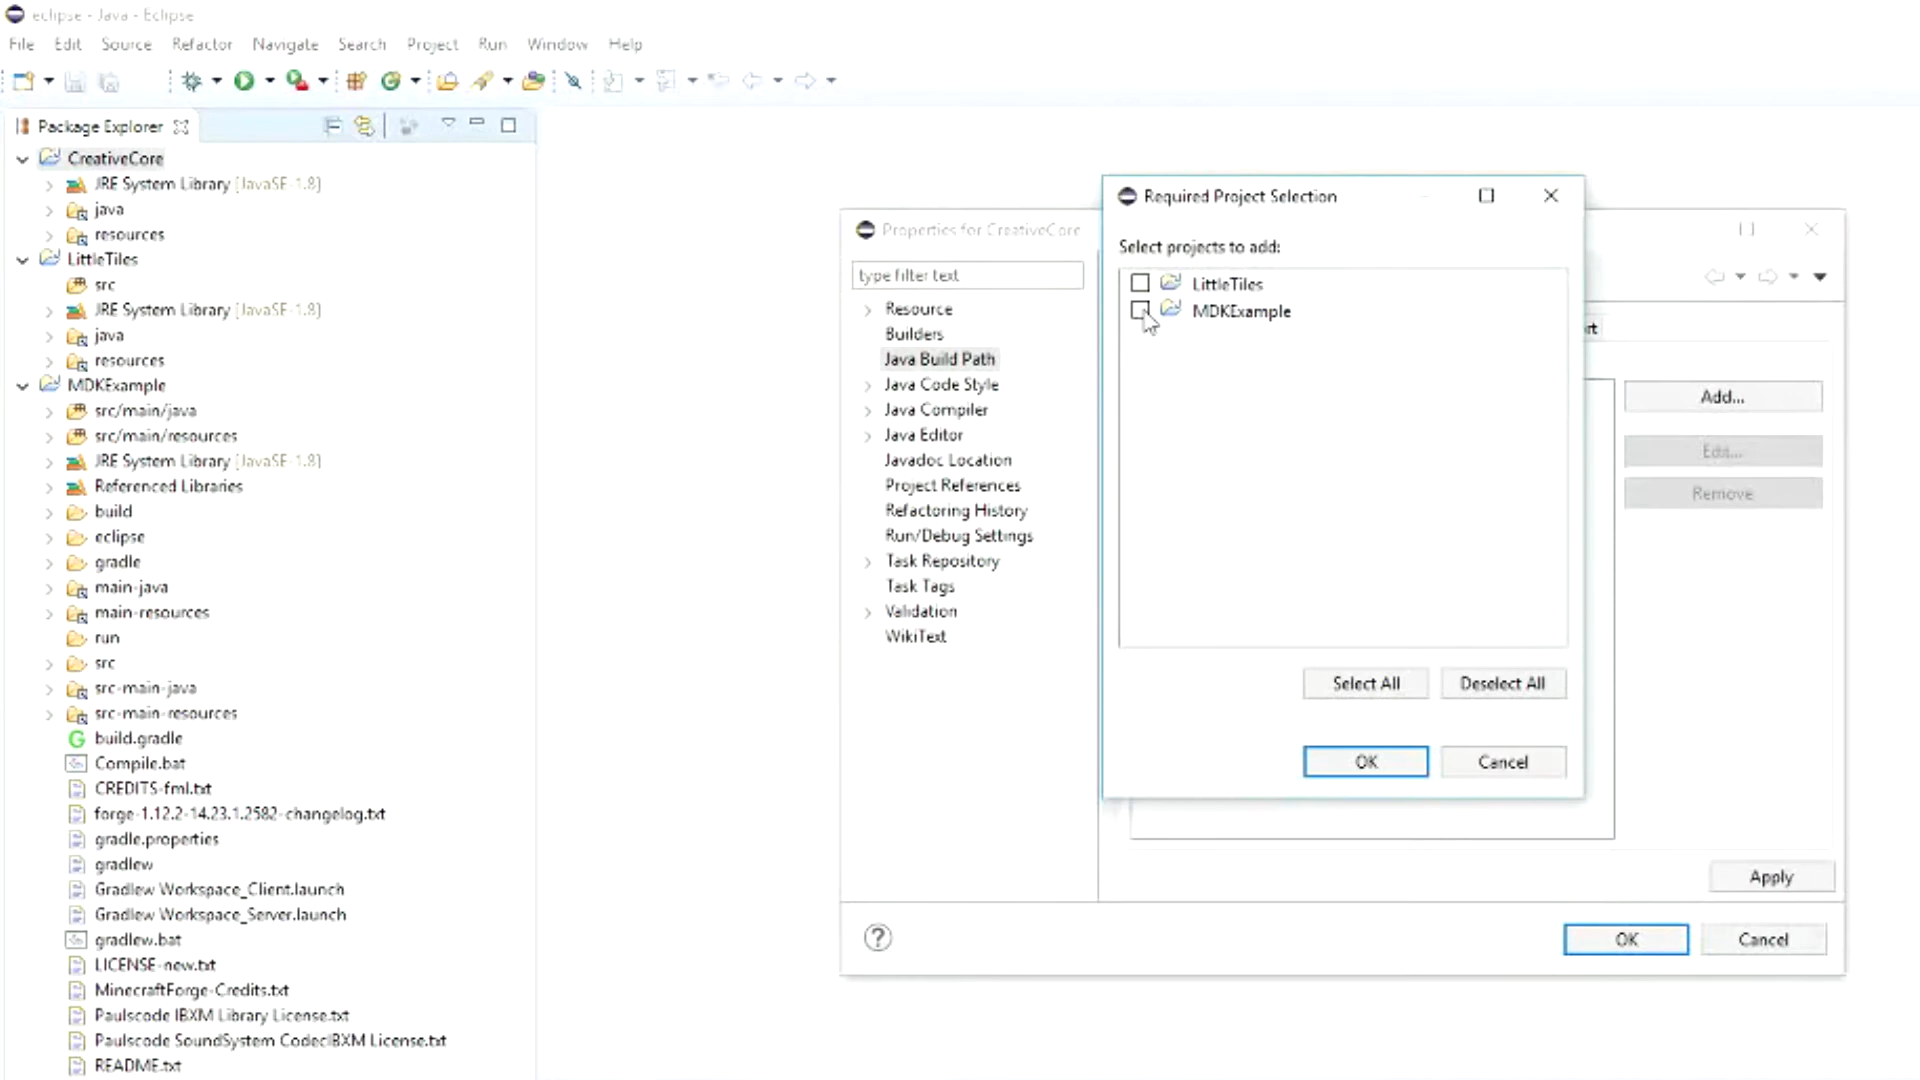 eclipse - Java - Eclipse
File Edit Source Refactor Navigate Search Project Run Window Help
Package Explorer
CreativeCore
JRE System Library [JavaSE-1.8]
java
resources
LittleTiles
src
JRE System Library [JavaSE-1.8]
java
resources
MDKExample
src/main/java
src/main/resources
JRE System Library [JavaSE-1.8]
Referenced Libraries
build
eclipse
gradle
main-java
main-resources
run
src
src-main-java
src-main-resources
build.gradle
Compile.bat
CREDITS-fml.txt
forge-1.12.2-14.23.1.2582-changelog.txt
gradle.properties
gradlew
Gradlew Workspace_Client.launch
Gradlew Workspace_Server.launch
gradlew.bat
LICENSE-new.txt
MinecraftForge-Credits.txt
Paulscode IBXM Library License.txt
Paulscode SoundSystem CodecIBXM License.txt
README.txt
Properties for CreativeCore
type filter text
Resource
Builders
Java Build Path
Java Code Style
Java Compiler
Java Editor
Javadoc Location
Project References
Refactoring History
Run/Debug Settings
Task Repository
Task Tags
Validation
WikiText
Required Project Selection
Select projects to add:
LittleTiles
MDKExample
Select All Deselect All
OK Cancel
rt
Add...
Edit...
Remove
Apply
OK Cancel